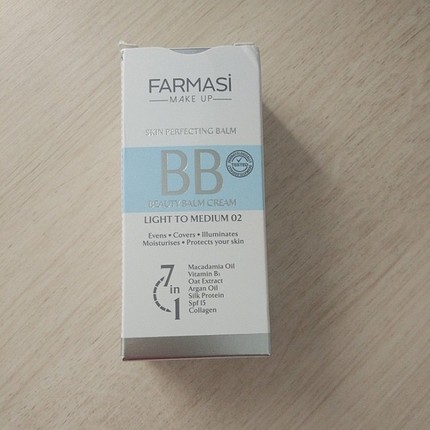 FARMASi
MAKE UP
SKIN PERFECTING BALM
BB
TESTED
BEAUTY BALM CREAM
LIGHT TO MEDIUM 02
Evens • Covers • Illuminates
Moisturises • Protects your skin
7 in 1
Macadamia Oil
Vitamin B5
Oat Extract
Argan Oil
Silk Protein
Spf 15
Collagen